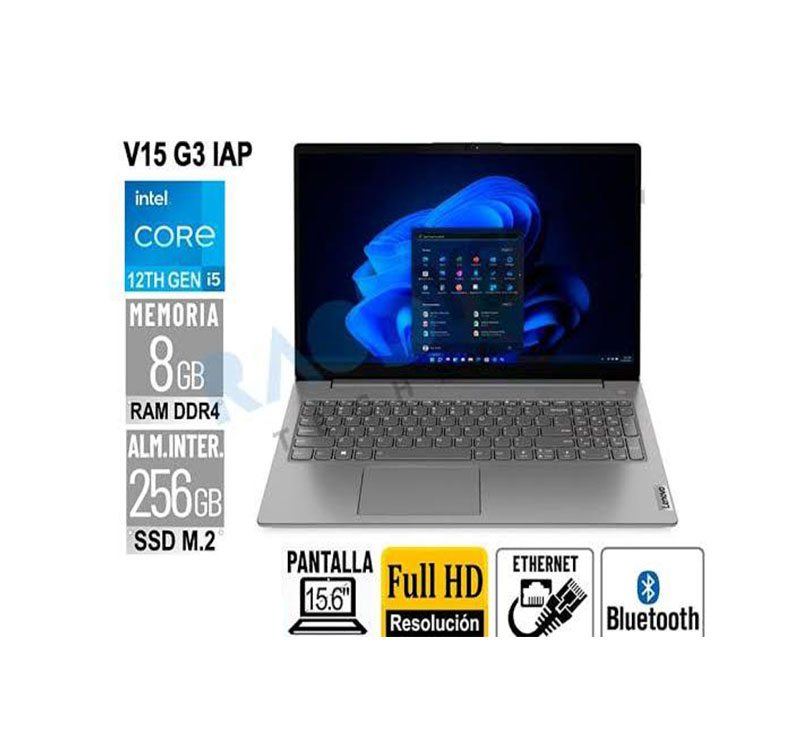 V15 G3 IAP
intel
CORE
12TH GEN i5
MEMORIA
8GB
RAM DDR4
ALM.INTER.
256GB
SSD M.2
Lenovo
PANTALLA
15.6"
Full HD
Resolución
ETHERNET
Bluetooth